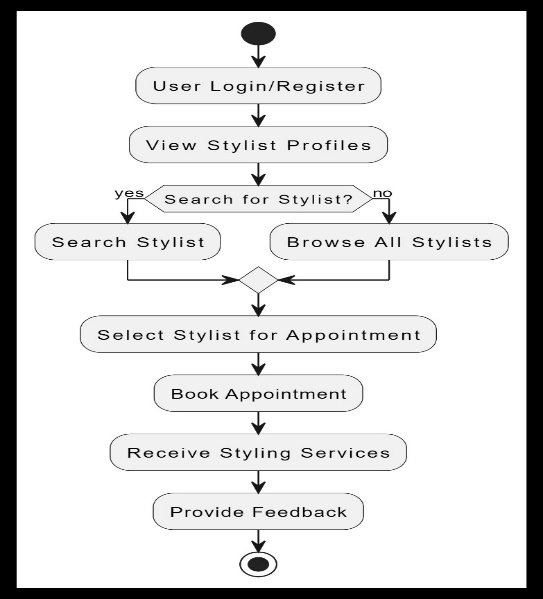 User Login/Register
View Stylist Profiles
yes
Search for Stylist?
no
Search Stylist
Browse All Stylists
Select Stylist for Appointment
Book Appointment
Receive Styling Services
Provide Feedback